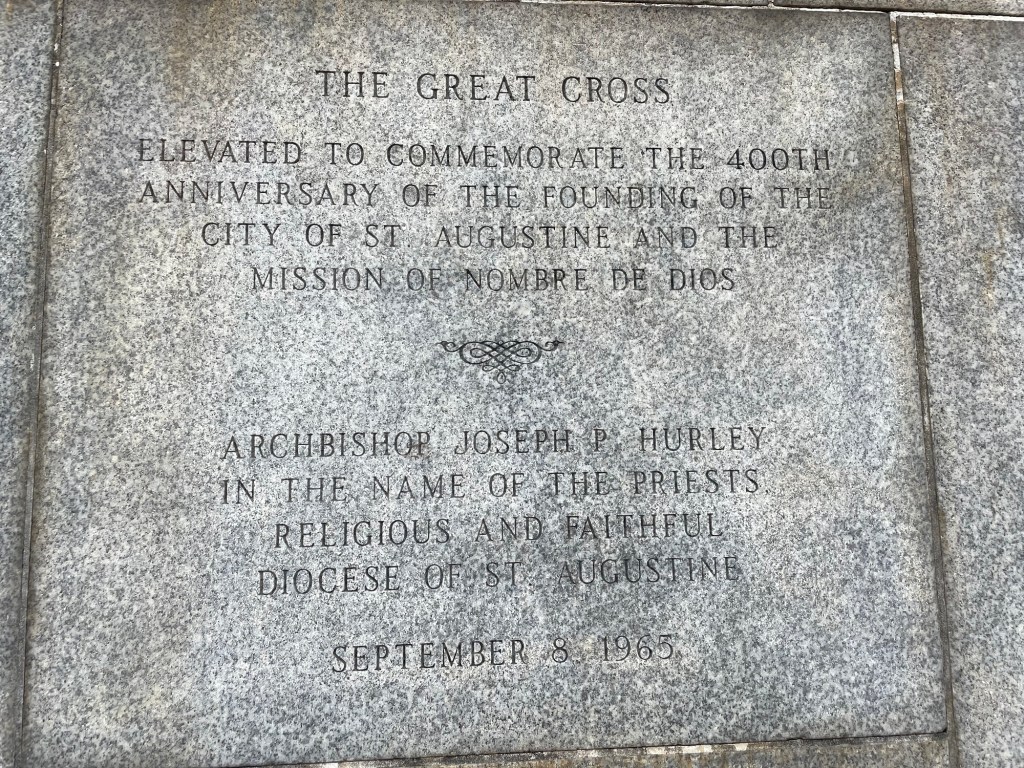 THE GREAT CROSS
ELEVATED TO COMMEMORATE THE 400TH
ANNIVERSARY OF THE FOUNDING OF THE
CITY OF ST. AUGUSTINE AND THE
MISSION OF NOMBRE DE DIOS
ARCHBISHOP JOSEPH P. HURLEY
IN THE NAME OF THE PRIESTS,
RELIGIOUS AND FAITHFUL
DIOCESE OF ST. AUGUSTINE
SEPTEMBER 8, 1965